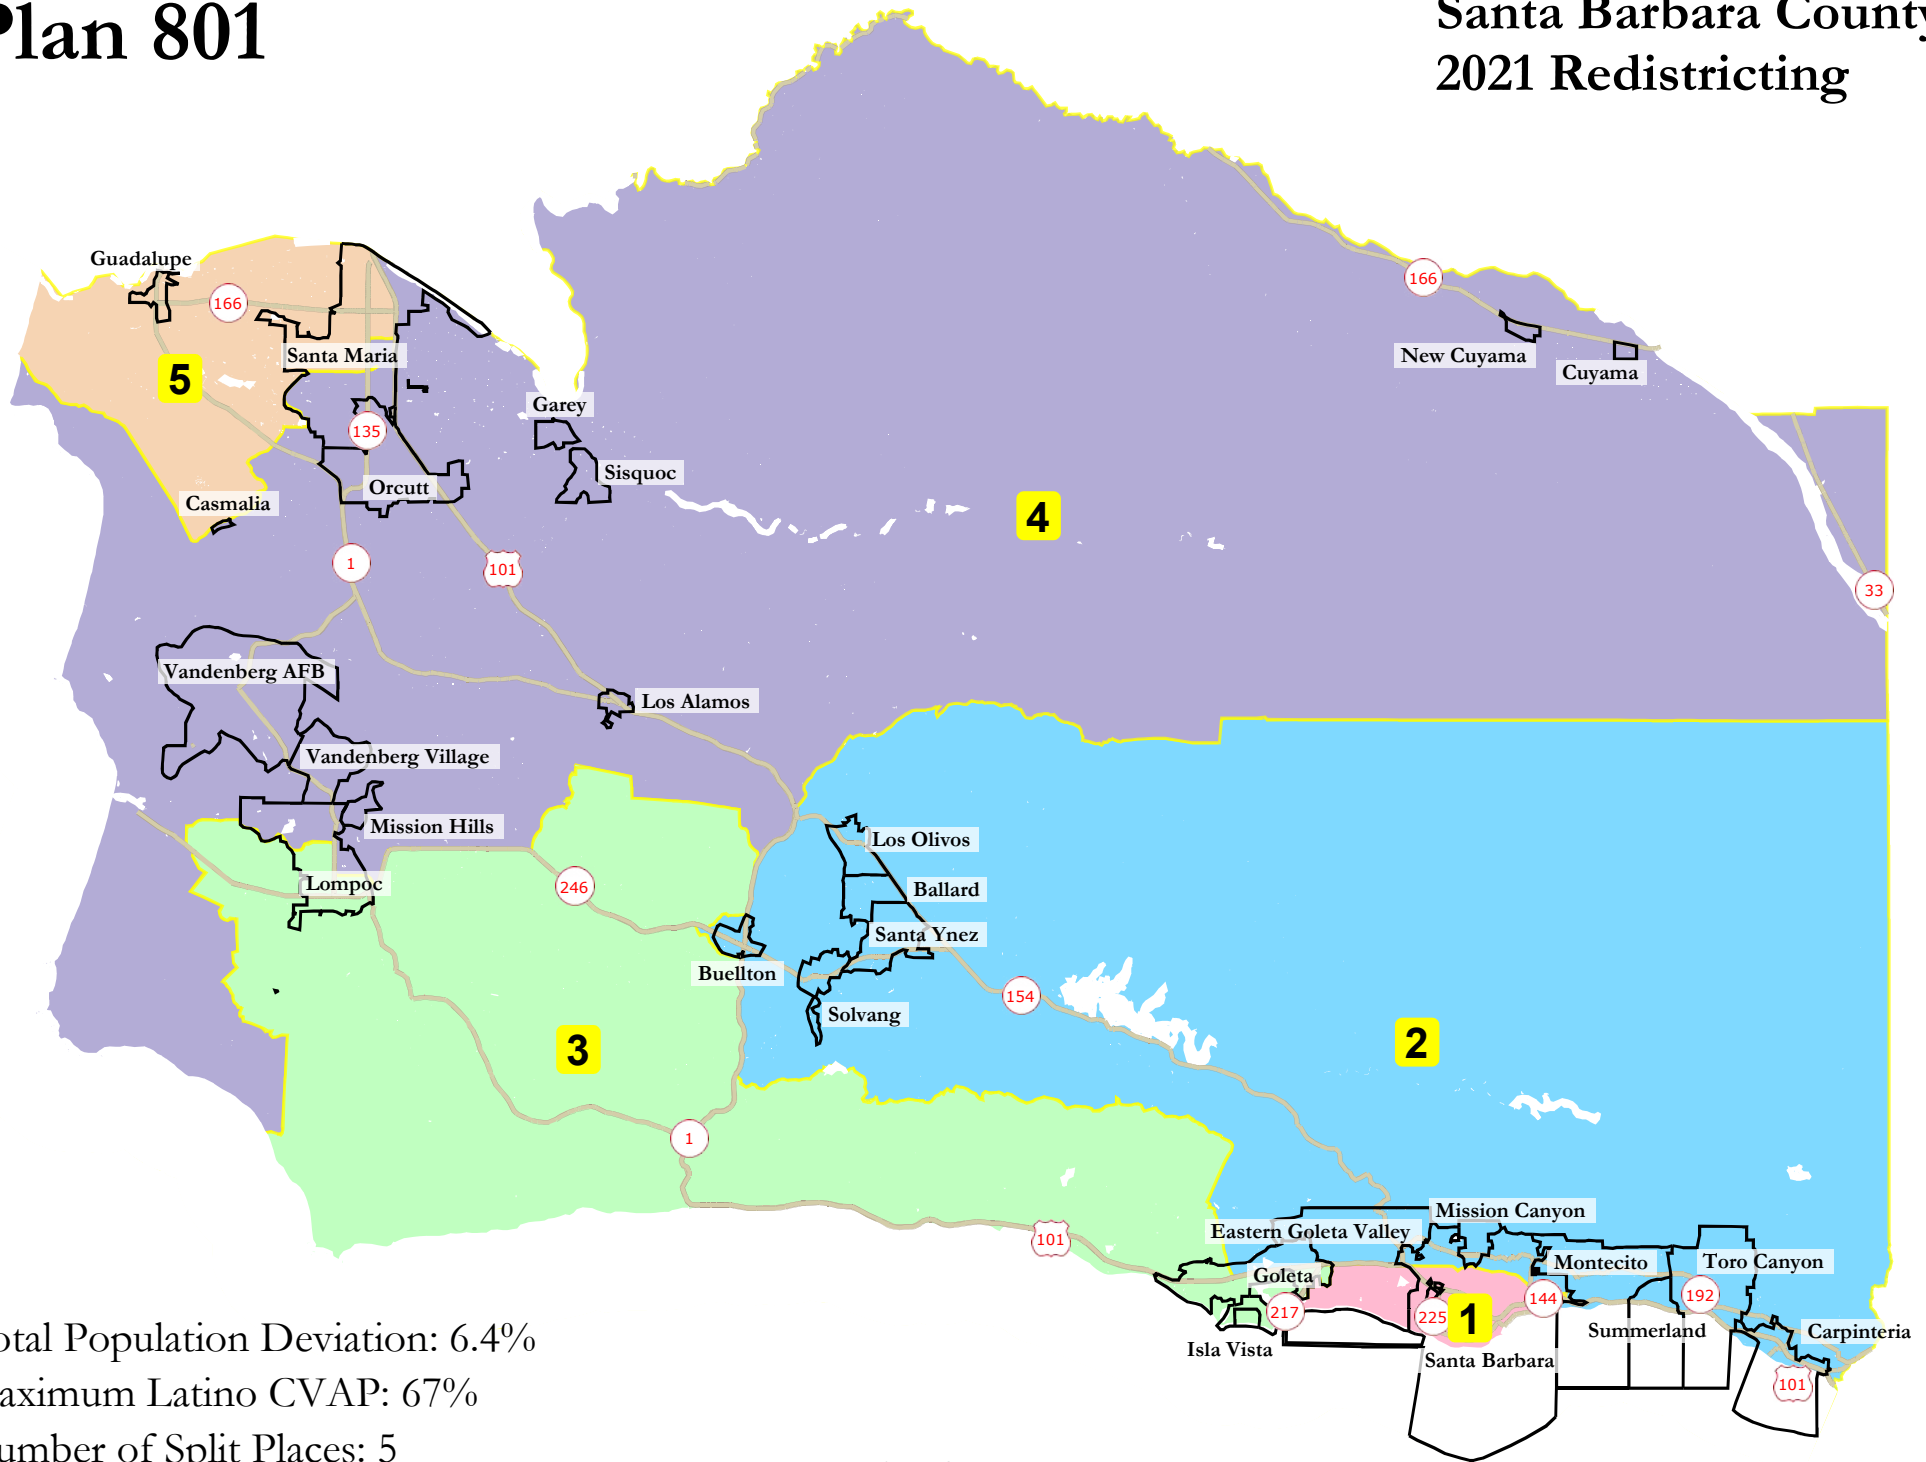 Plan 801
Santa Barbara County
2021 Redistricting
Guadalupe
166
166
Santa Maria
New Cuyama
5
Cuyama
Garey
135
Sisquoc
Orcutt
Casmalia
4
1
101
33
Vandenberg AFB
Los Alamos
Vandenberg Village
Mission Hills
Los Olivos
Lompoc
246
Ballard
Santa Ynez
Buellton
154
Solvang
3
2
1
Mission Canyon
101
Eastern Goleta Valley
Montecito
Toro Canyon
Goleta
192
144
217
225
1
Summerland
Carpinteria
Isla Vista
Santa Barbara
101
otal Population Deviation: 6.4%
aximum Latino CVAP: 67%
umber of Split Places: 5